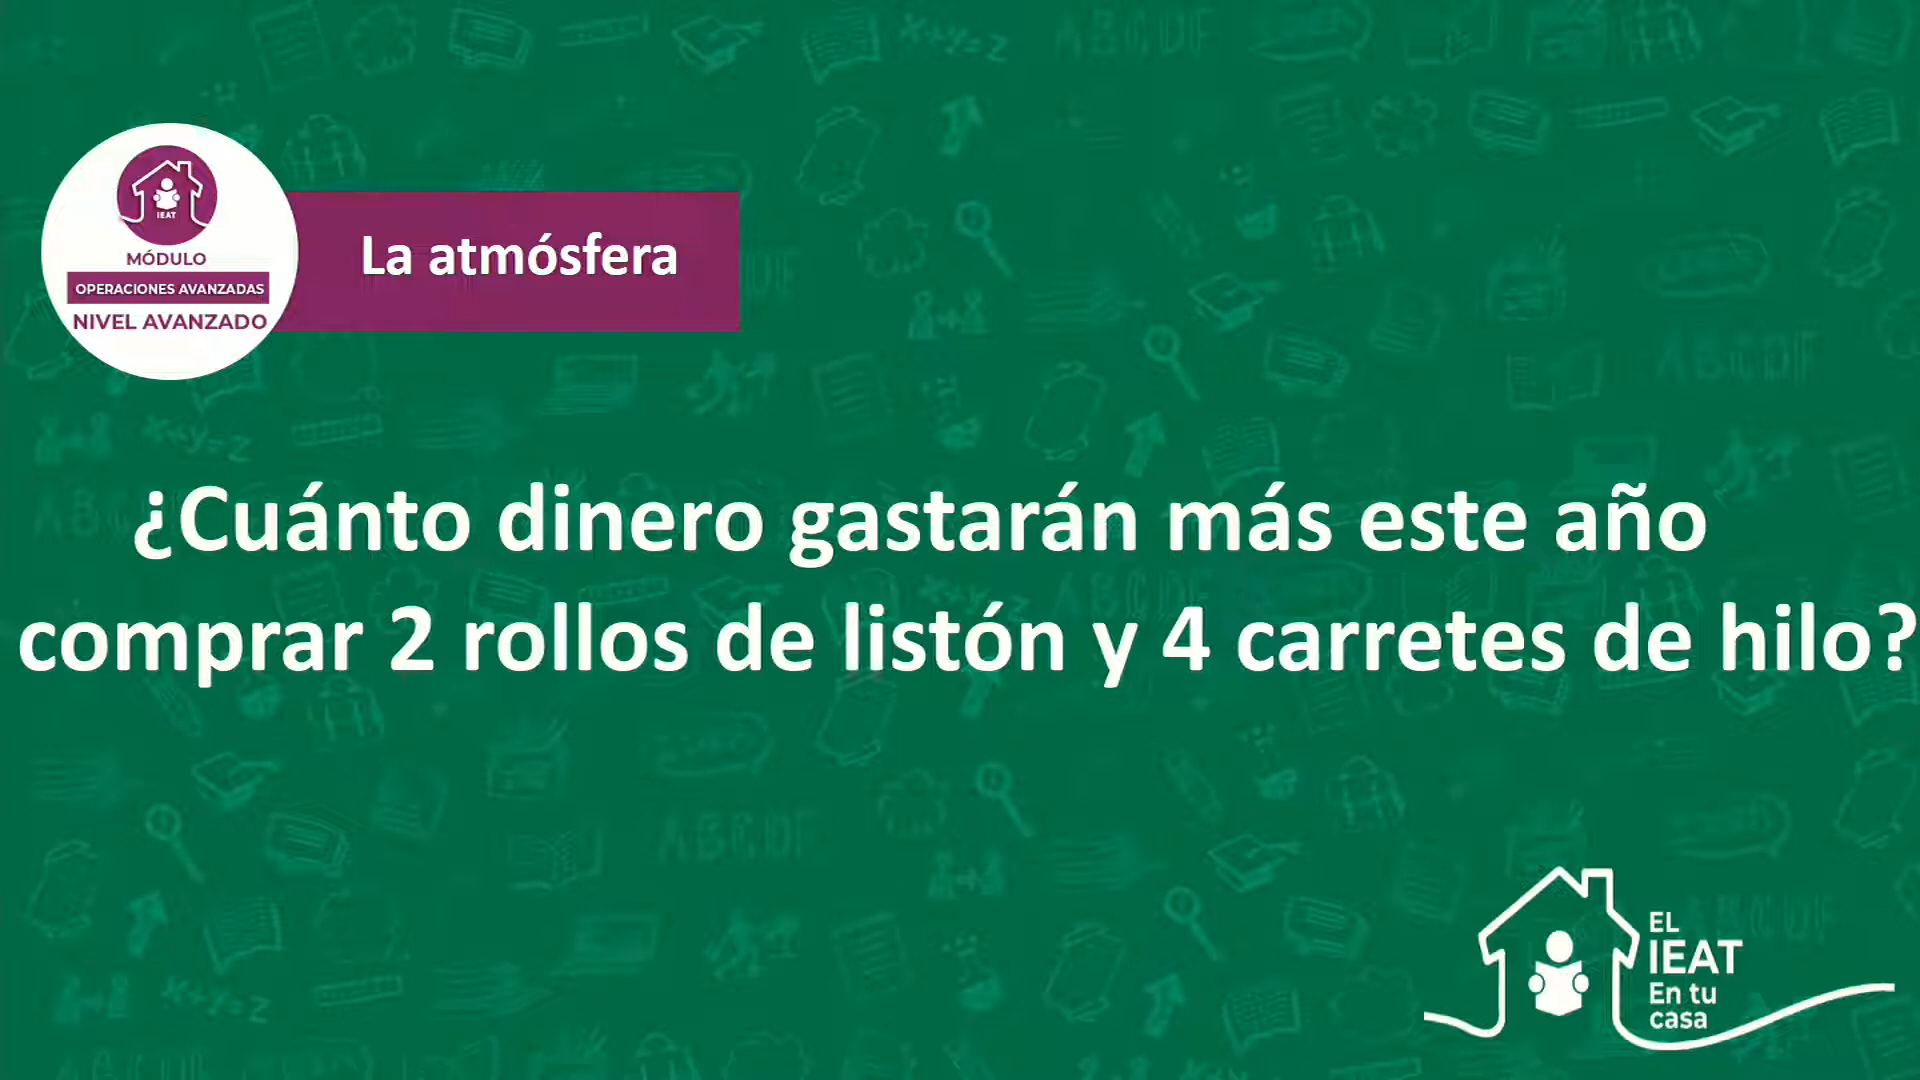 IEAT
MÓDULO
OPERACIONES AVANZADAS
NIVEL AVANZADO
La atmósfera
¿Cuánto dinero gastarán más este año
comprar 2 rollos de listón y 4 carretes de hilo?
EL
IEAT
En tu
casa